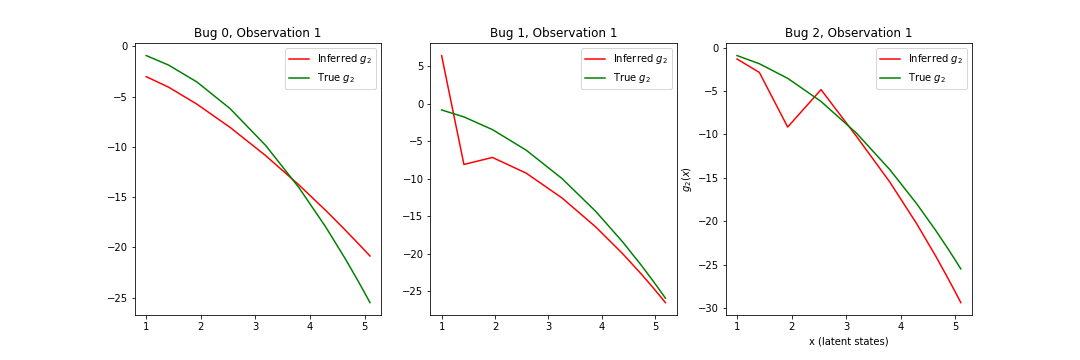 Bug 0, Observation 1
Inferred g₂
True g₂
0
−5
−10
−15
−20
−25
1 2 3 4 5
Bug 1, Observation 1
Inferred g₂
True g₂
5
0
−5
−10
−15
−20
−25
1 2 3 4 5
Bug 2, Observation 1
Inferred g₂
True g₂
g₂(x)
0
−5
−10
−15
−20
−25
−30
1 2 3 4 5
x (latent states)